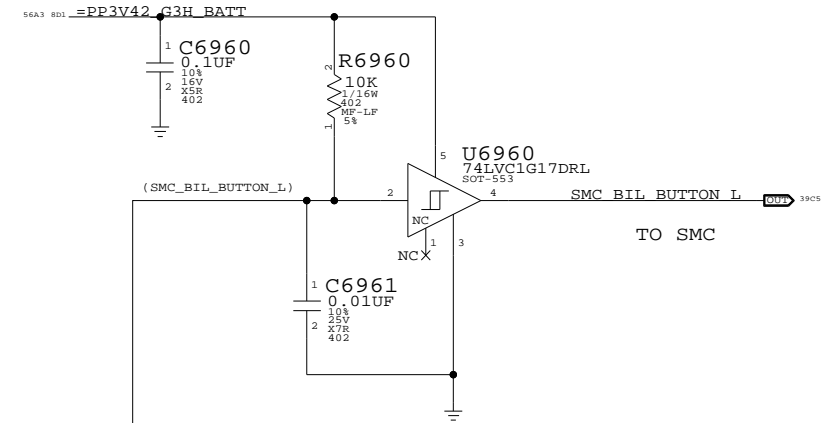 56A3 8D1 =PP3V42_G3H_BATT
1 C6960
0.1UF
10%
16V
2 X5R
402
2 R6960
10K
1/16W
402
MF-LF
1 5%
5 U6960
74LVC1G17DRL
SOT-553
(SMC_BIL_BUTTON_L)
2
4
SMC_BIL_BUTTON_L OUT 39C5
NC
1
3
NC
TO SMC
1 C6961
0.01UF
10%
25V
2 X7R
402